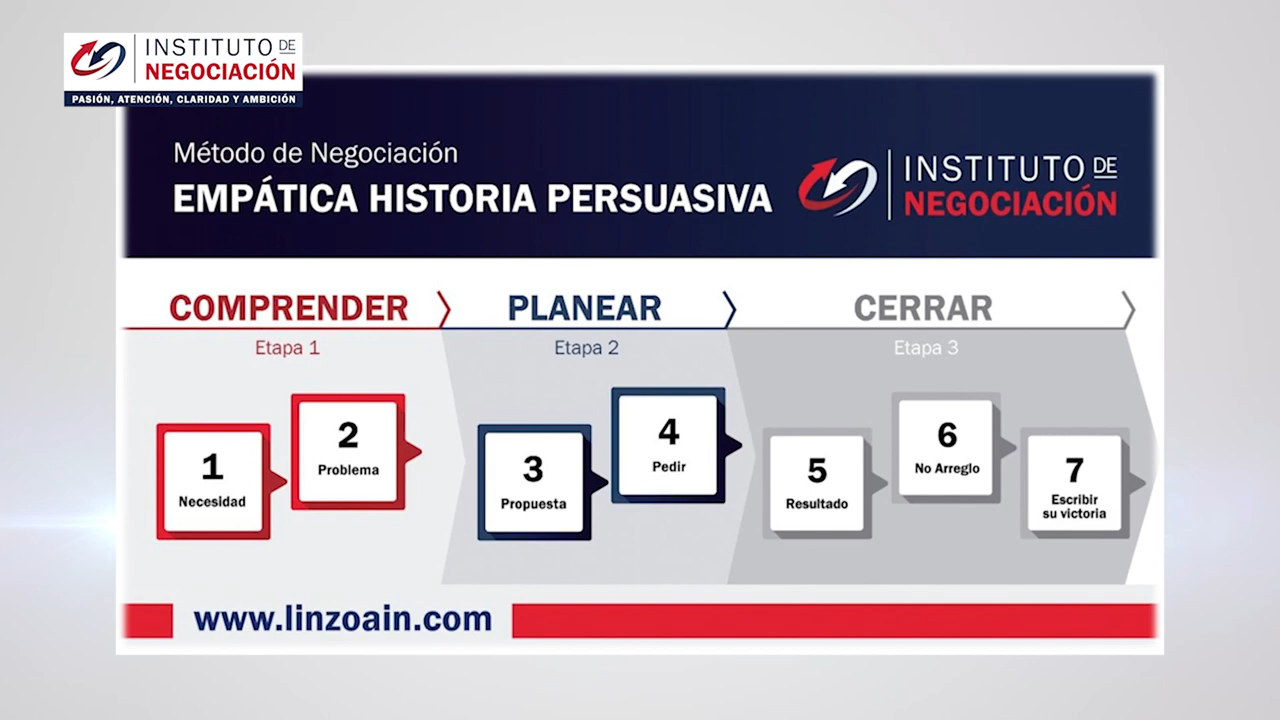 INSTITUTO DE
NEGOCIACIÓN
PASIÓN, ATENCIÓN, CLARIDAD Y AMBICIÓN
Método de Negociación
EMPÁTICA HISTORIA PERSUASIVA
INSTITUTO DE
NEGOCIACIÓN
COMPRENDER
Etapa 1
PLANEAR
Etapa 2
CERRAR
Etapa 3
1
Necesidad
2
Problema
3
Propuesta
4
Pedir
5
Resultado
6
No Arreglo
7
Escribir
su victoria
www.linzoain.com